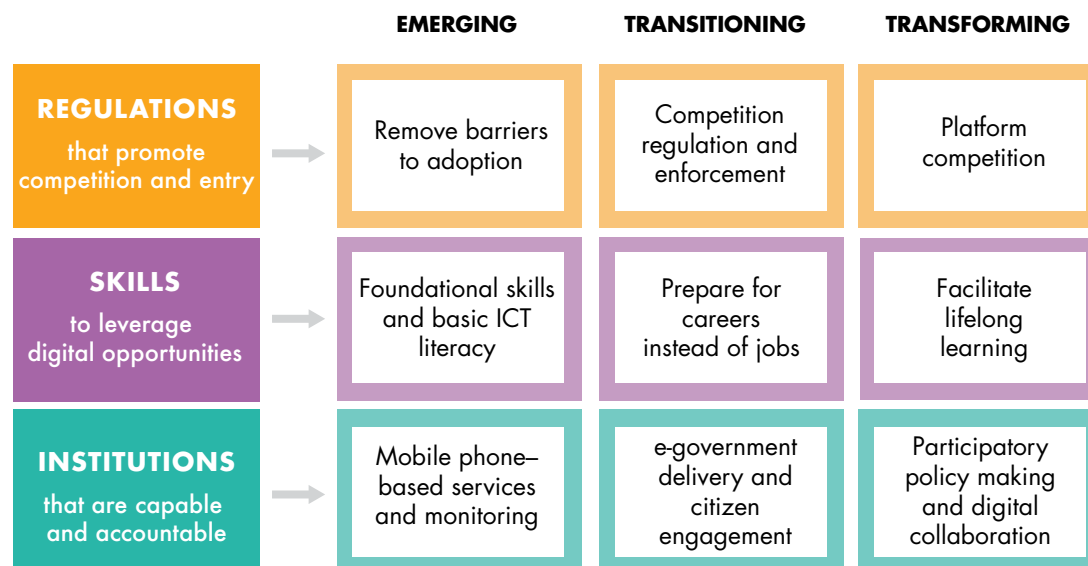 EMERGING
TRANSITIONING
TRANSFORMING
REGULATIONS
that promote
competition and entry
Remove barriers
to adoption
Competition
regulation and
enforcement
Platform
competition
SKILLS
to leverage
digital opportunities
Foundational skills
and basic ICT
literacy
Prepare for
careers
instead of jobs
Facilitate
lifelong
learning
INSTITUTIONS
that are capable
and accountable
Mobile phone–
based services
and monitoring
e-government
delivery and
citizen
engagement
Participatory
policy making
and digital
collaboration